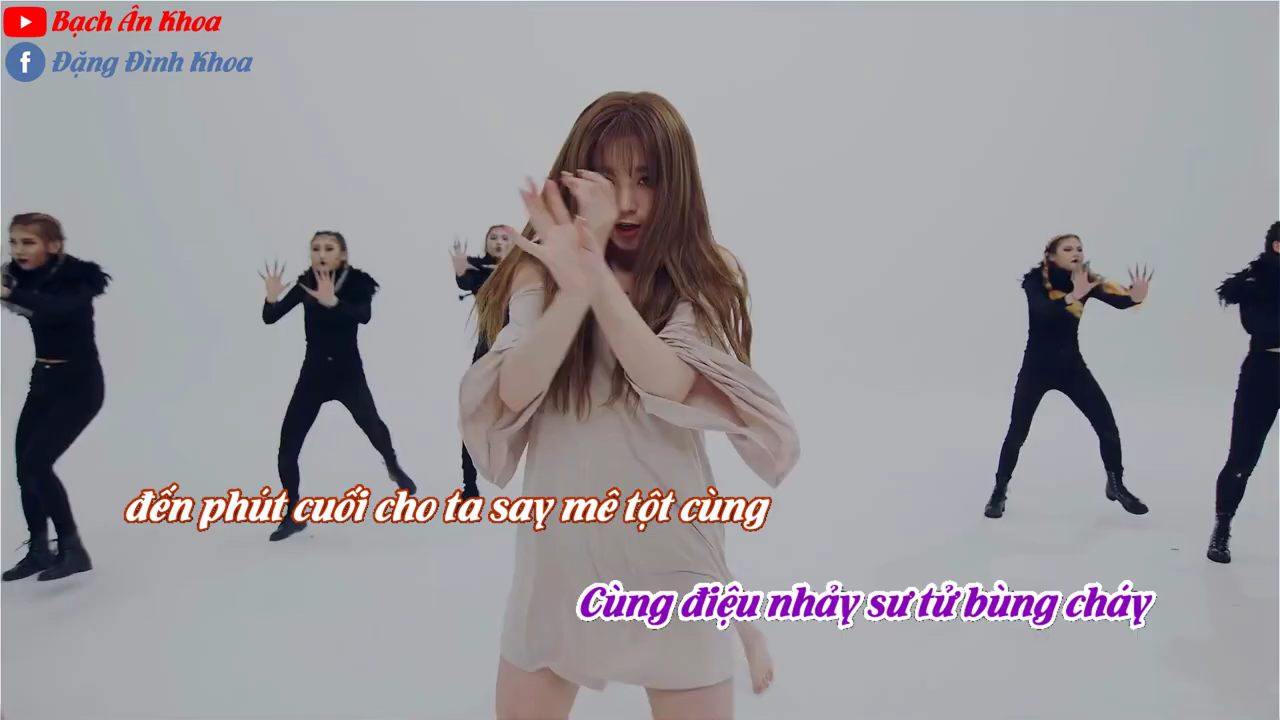 Bạch Ân Khoa
Đặng Đình Khoa
đến phút cuối cho ta say mê tột cùng
Cùng điệu nhảy sư tử bùng cháy